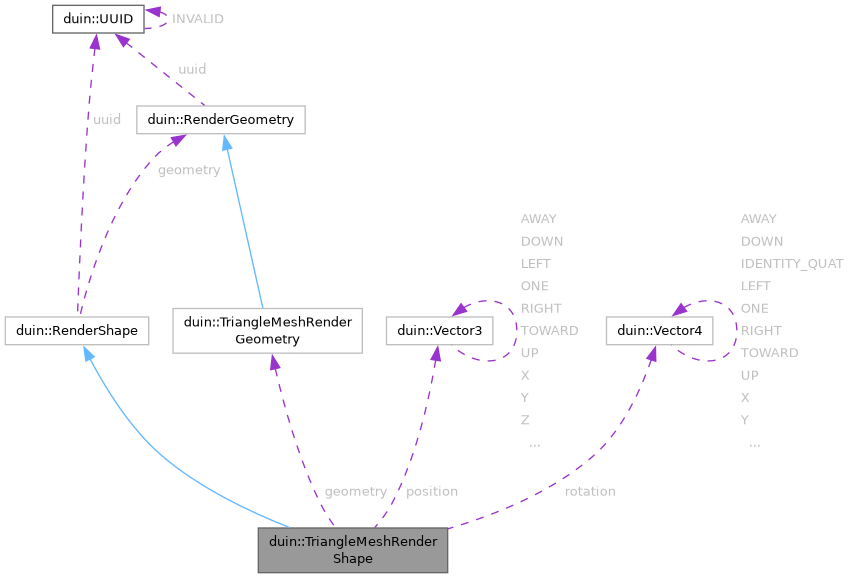 duin::UUID
INVALID
uuid
uuid
duin::RenderGeometry
geometry
AWAY
DOWN
LEFT
ONE
RIGHT
TOWARD
UP
X
Y
Z
...
AWAY
DOWN
IDENTITY_QUAT
LEFT
ONE
RIGHT
TOWARD
UP
X
Y
...
duin::RenderShape
duin::TriangleMeshRender
Geometry
duin::Vector3
duin::Vector4
geometry
position
rotation
duin::TriangleMeshRender
Shape